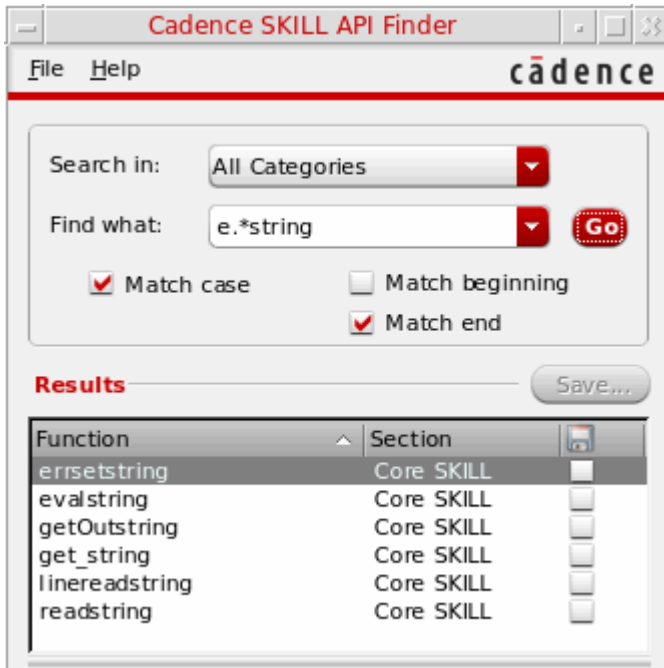 Cadence SKILL API Finder
File Help cādence
Search in: All Categories
Find what: e.*string Go
Match case Match beginning
Match end
Results Save...
Function Section
errsetstring Core SKILL
evalstring Core SKILL
getOutstring Core SKILL
get_string Core SKILL
linereadstring Core SKILL
readstring Core SKILL